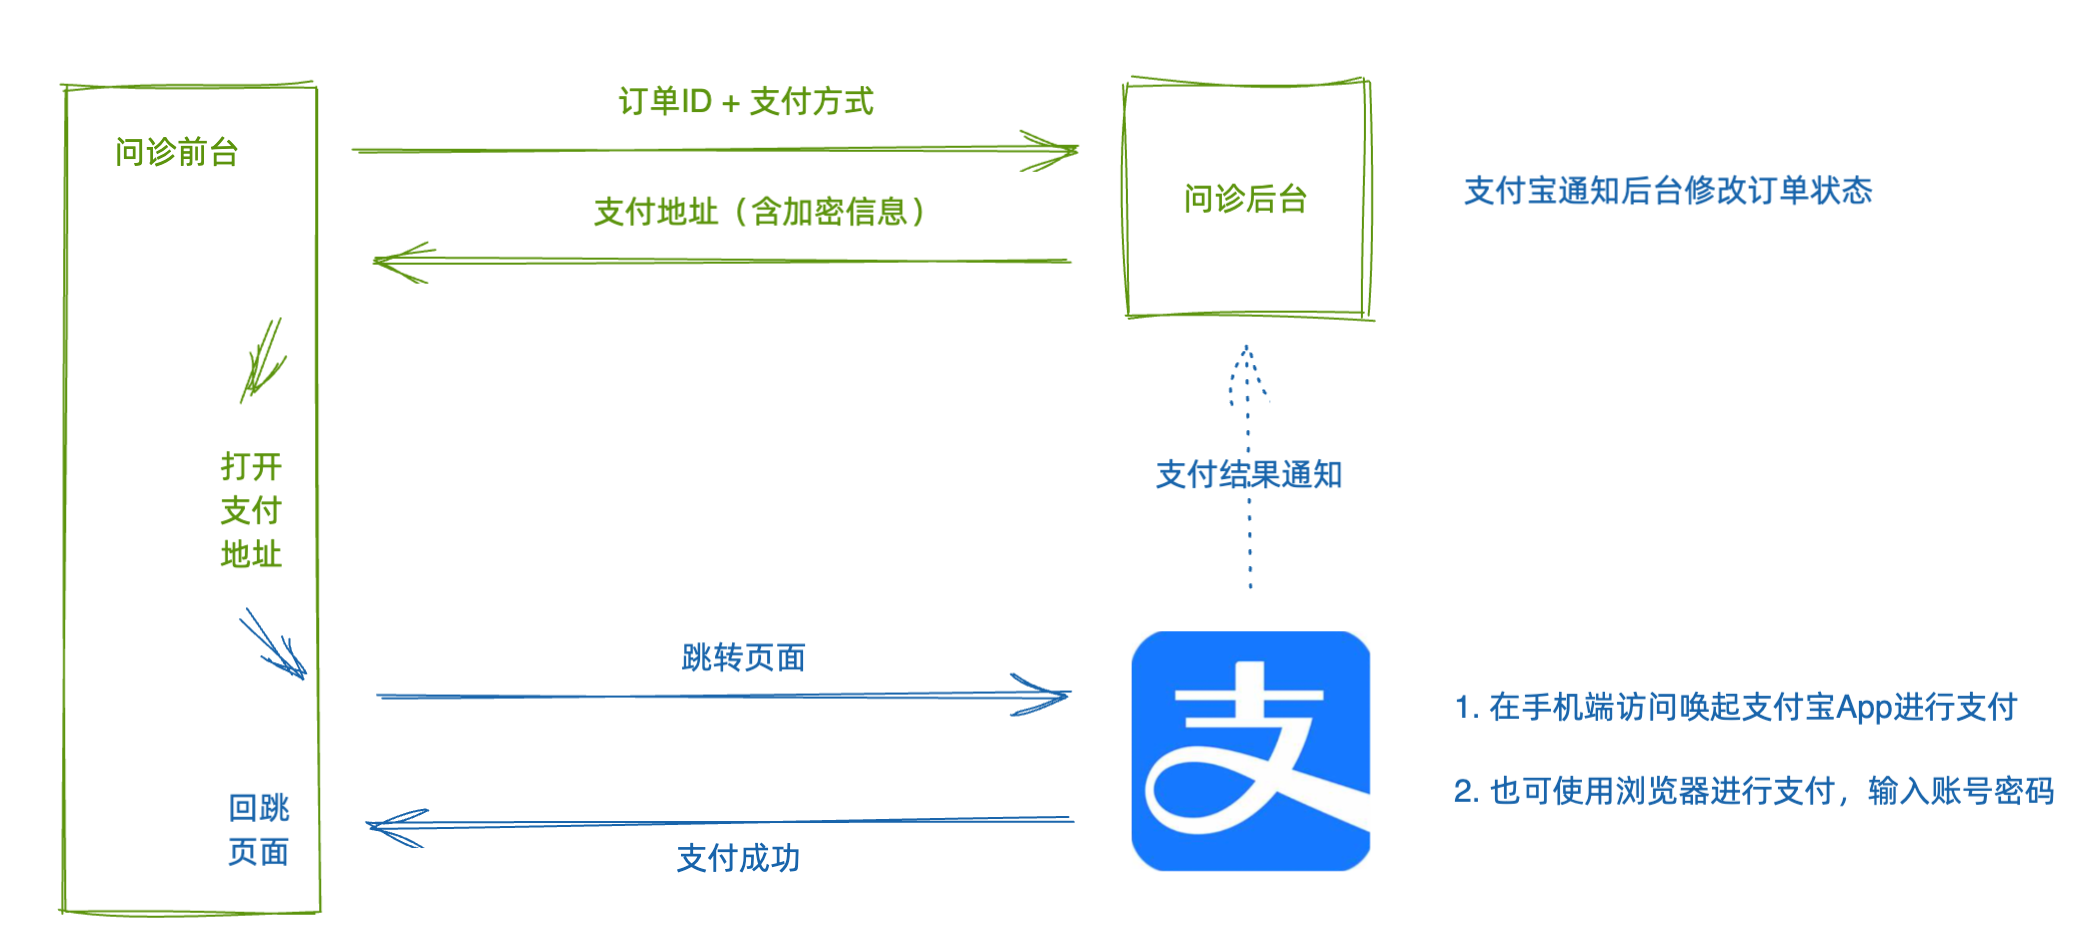 订单ID + 支付方式
问诊前台
支付地址（含加密信息）
问诊后台
支付宝通知后台修改订单状态
打开
支付
地址
支付结果通知
跳转页面
支
1. 在手机端访问唤起支付宝App进行支付
2. 也可使用浏览器进行支付，输入账号密码
回跳
页面
支付成功